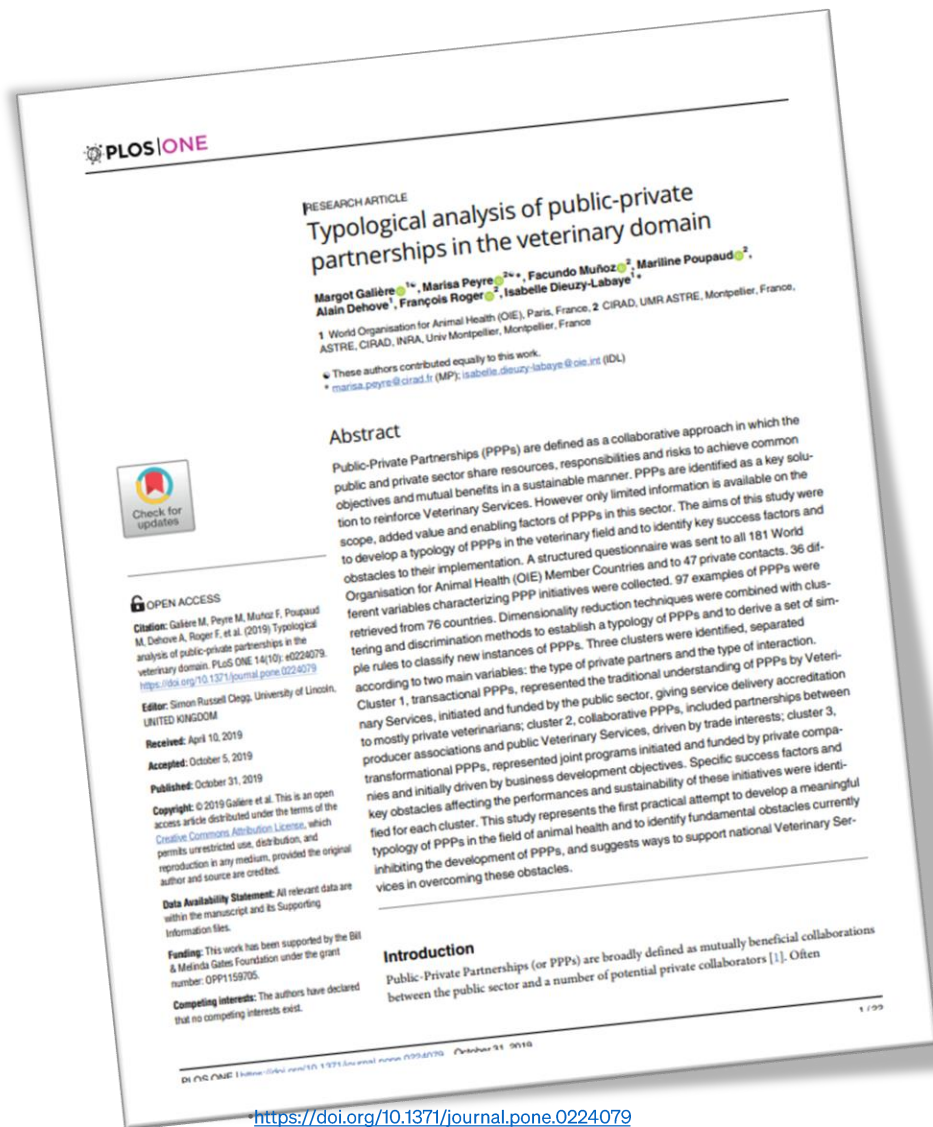 PLOS|ONE
RESEARCH ARTICLE
Typological analysis of public-private
partnerships in the veterinary domain
Margot Galière 1☯, Marisa Peyre 2☯*, Facundo Muñoz 2, Mariline Poupaud 2,
Alain Dehove1, François Roger 2, Isabelle Dieuzy-Labaye1*
1 World Organisation for Animal Health (OIE), Paris, France, 2 CIRAD, UMR ASTRE, Montpellier, France,
ASTRE, CIRAD, INRA, Univ Montpellier, Montpellier, France
☯ These authors contributed equally to this work.
* marisa.peyre@cirad.fr (MP); isabelle.dieuzy-labaye@oie.int (IDL)
Abstract
Public-Private Partnerships (PPPs) are defined as a collaborative approach in which the
public and private sector share resources, responsibilities and risks to achieve common
objectives and mutual benefits in a sustainable manner. PPPs are identified as a key solu-
tion to reinforce Veterinary Services. However only limited information is available on the
scope, added value and enabling factors of PPPs in this sector. The aims of this study were
to develop a typology of PPPs in the veterinary field and to identify key success factors and
obstacles to their implementation. A structured questionnaire was sent to all 181 World
Organisation for Animal Health (OIE) Member Countries and to 47 private contacts. 36 dif-
ferent variables characterizing PPP initiatives were collected. 97 examples of PPPs were
retrieved from 76 countries. Dimensionality reduction techniques were combined with clus-
tering and discrimination methods to establish a typology of PPPs and to derive a set of sim-
ple rules to classify new instances of PPPs. Three clusters were identified, separated
according to two main variables: the type of private partners and the type of interaction.
Cluster 1, transactional PPPs, represented the traditional understanding of PPPs by Veteri-
nary Services, initiated and funded by the public sector, giving service delivery accreditation
to mostly private veterinarians; cluster 2, collaborative PPPs, included partnerships between
producer associations and public Veterinary Services, driven by trade interests; cluster 3,
transformational PPPs, represented joint programs initiated and funded by private compa-
nies and initially driven by business development objectives. Specific success factors and
key obstacles affecting the performances and sustainability of these initiatives were identi-
fied for each cluster. This study represents the first practical attempt to develop a meaningful
typology of PPPs in the field of animal health and to identify fundamental obstacles currently
inhibiting the development of PPPs, and suggests ways to support national Veterinary Ser-
vices in overcoming these obstacles.
Check for
updates
OPEN ACCESS
Citation: Galière M, Peyre M, Muñoz F, Poupaud
M, Dehove A, Roger F, et al. (2019) Typological
analysis of public-private partnerships in the
veterinary domain. PLoS ONE 14(10): e0224079.
https://doi.org/10.1371/journal.pone.0224079
Editor: Simon Russell Clegg, University of Lincoln,
UNITED KINGDOM
Received: April 10, 2019
Accepted: October 5, 2019
Published: October 31, 2019
Copyright: © 2019 Galière et al. This is an open
access article distributed under the terms of the
Creative Commons Attribution License, which
permits unrestricted use, distribution, and
reproduction in any medium, provided the original
author and source are credited.
Data Availability Statement: All relevant data are
within the manuscript and its Supporting
Information files.
Funding: This work has been supported by the Bill
& Melinda Gates Foundation under the grant
number: OPP1159705.
Competing interests: The authors have declared
that no competing interests exist.
Introduction
Public-Private Partnerships (or PPPs) are broadly defined as mutually beneficial collaborations
between the public sector and a number of potential private collaborators [1]. Often
PLOS ONE | https://doi.org/10.1371/journal.pone.0224079 October 31, 2019
1 / 22
•https://doi.org/10.1371/journal.pone.0224079